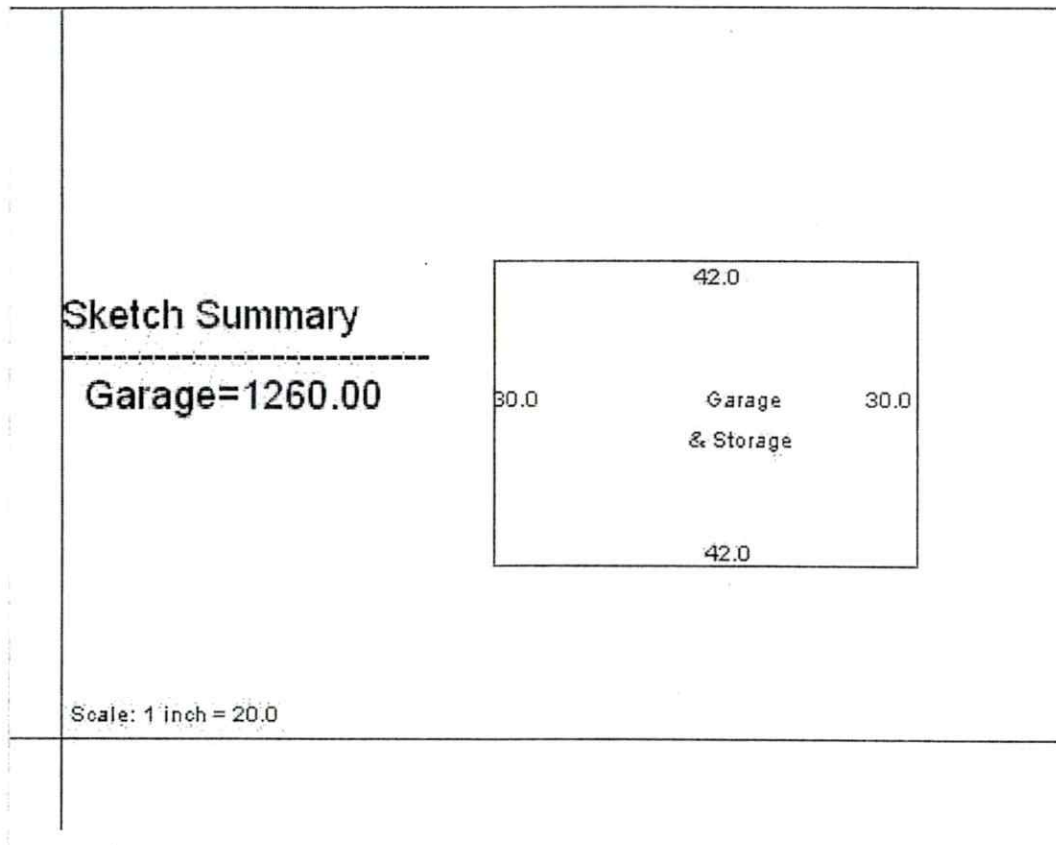 Sketch Summary
------------------------------
Garage=1260.00
42.0
30.0
Garage
30.0
& Storage
42.0
Scale: 1 inch = 20.0